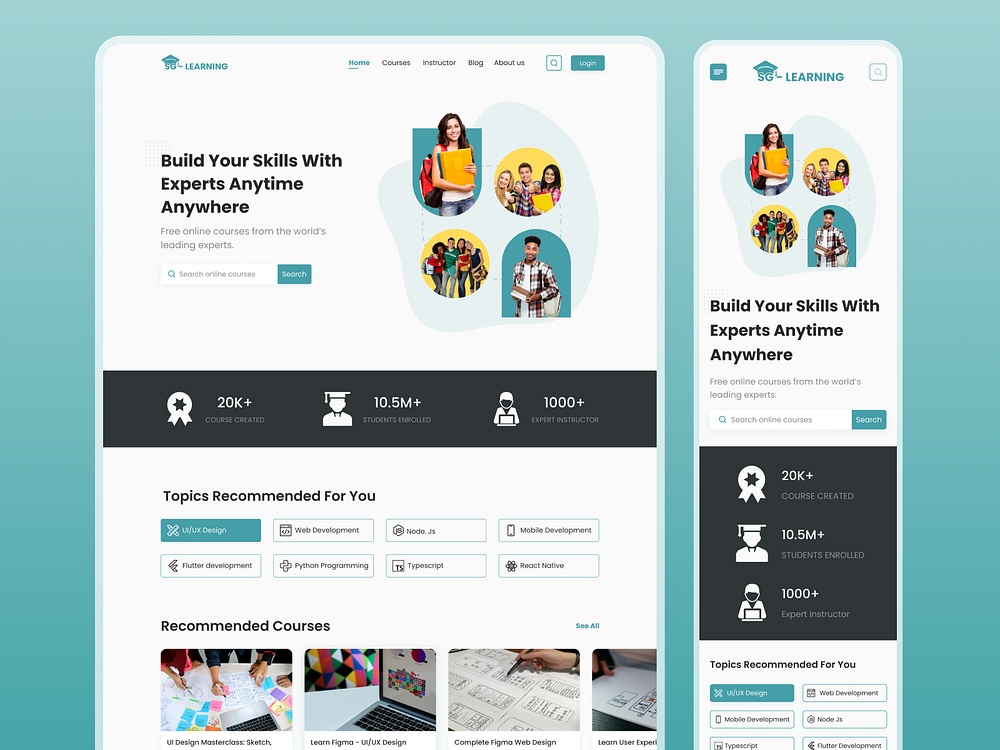 SG - LEARNING
Home Courses Instructor Blog About us Login
Build Your Skills With
Experts Anytime
Anywhere
Free online courses from the world's
leading experts.
Search online courses Search
20K+
COURSE CREATED
10.5M+
STUDENTS ENROLLED
1000+
EXPERT INSTRUCTOR
Topics Recommended For You
UI/UX Design Web Development Node. Js Mobile Development
Flutter development Python Programming TS Typescript React Native
Recommended Courses See All
UI Design Masterclass: Sketch,
Learn Figma - UI/UX Design
Complete Figma Web Design
Learn User Experi
SG - LEARNING
Build Your Skills With
Experts Anytime
Anywhere
Free online courses from the world's
leading experts.
Search online courses Search
20K+
COURSE CREATED
10.5M+
STUDENTS ENROLLED
1000+
Expert Instructor
Topics Recommended For You
UI/UX Design Web Development
Mobile Development Node Js
TS Typescript Flutter development